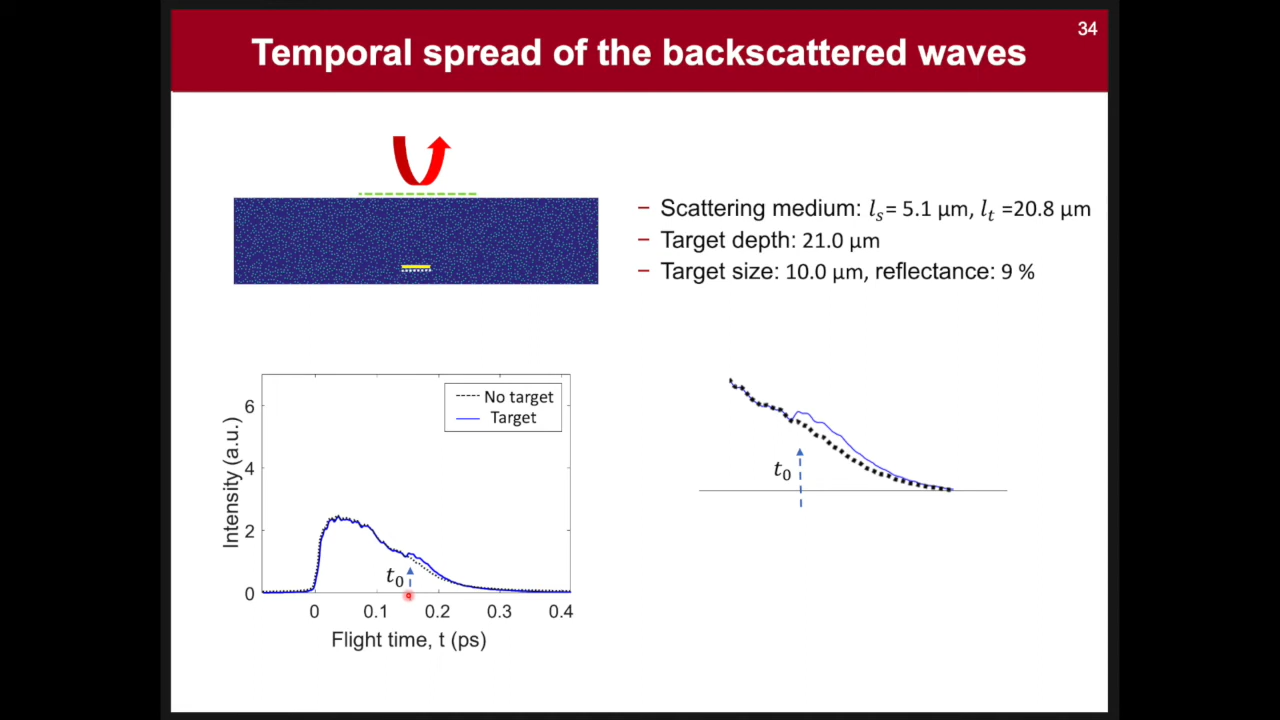 34
Temporal spread of the backscattered waves
– Scattering medium: lₛ= 5.1 μm, lₜ =20.8 μm
– Target depth: 21.0 μm
– Target size: 10.0 μm, reflectance: 9 %
No target
Target
Intensity (a.u.)
6
4
2
0
t₀
0 0.1 0.2 0.3 0.4
Flight time, t (ps)
t₀